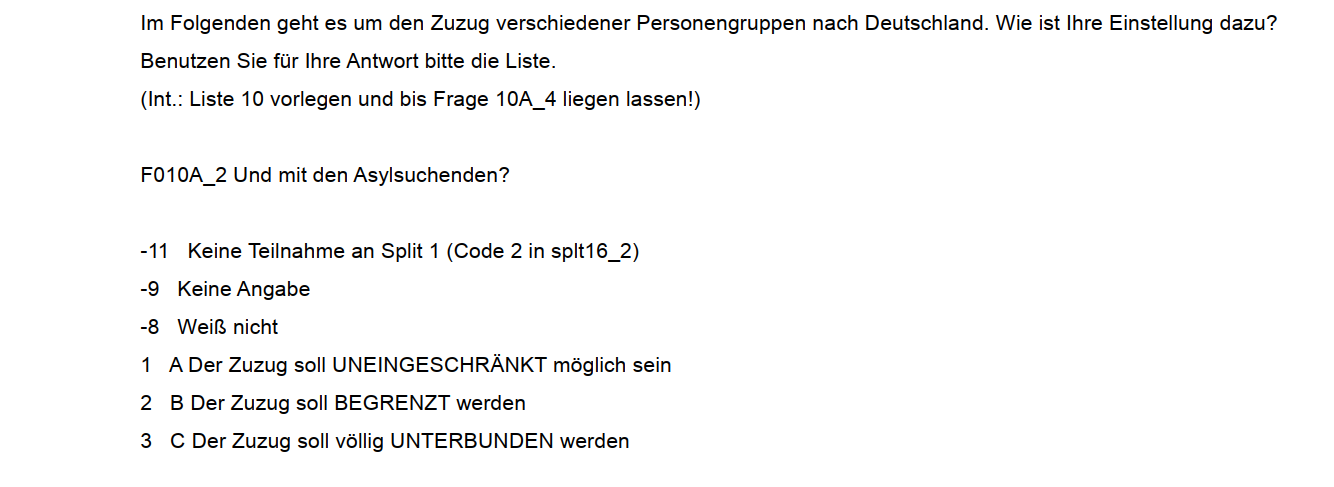 Im Folgenden geht es um den Zuzug verschiedener Personengruppen nach Deutschland. Wie ist Ihre Einstellung dazu?
Benutzen Sie für Ihre Antwort bitte die Liste.
(Int.: Liste 10 vorlegen und bis Frage 10A_4 liegen lassen!)
F010A_2 Und mit den Asylsuchenden?
-11 Keine Teilnahme an Split 1 (Code 2 in splt16_2)
-9 Keine Angabe
-8 Weiß nicht
1 A Der Zuzug soll UNEINGESCHRÄNKT möglich sein
2 B Der Zuzug soll BEGRENZT werden
3 C Der Zuzug soll völlig UNTERBUNDEN werden